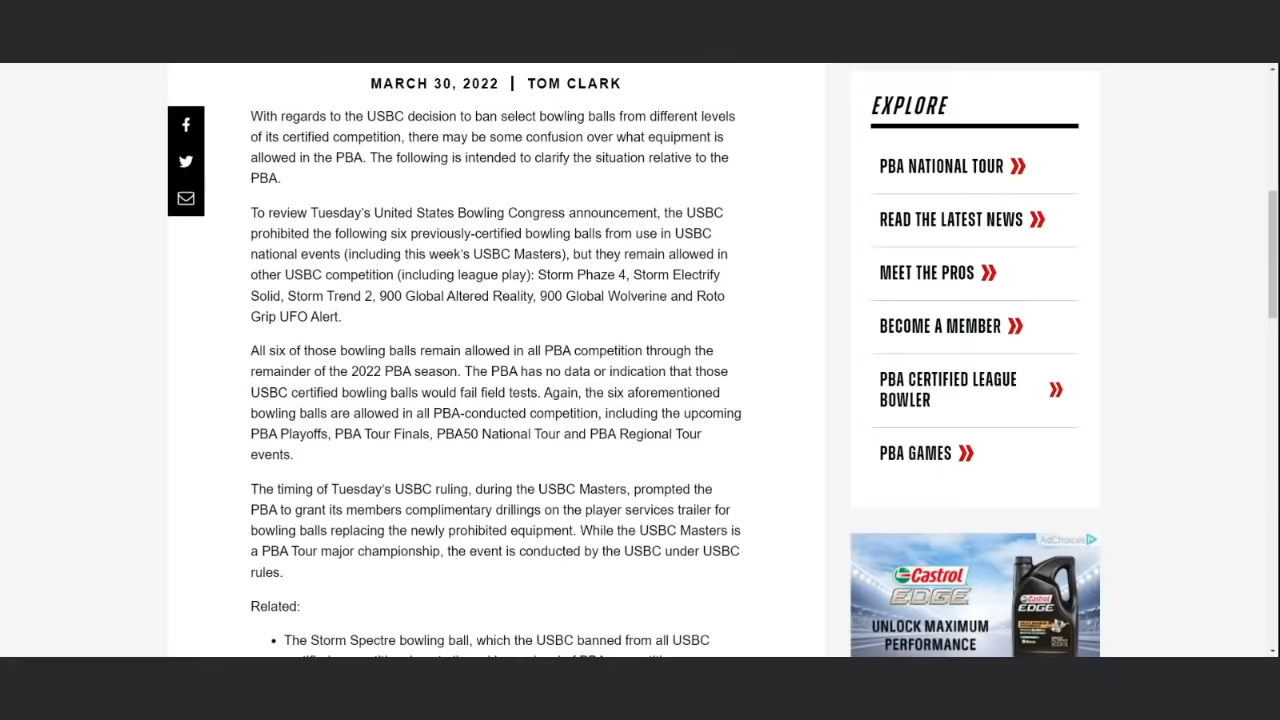 MARCH 30, 2022 | TOM CLARK
With regards to the USBC decision to ban select bowling balls from different levels
of its certified competition, there may be some confusion over what equipment is
allowed in the PBA. The following is intended to clarify the situation relative to the
PBA.
To review Tuesday's United States Bowling Congress announcement, the USBC
prohibited the following six previously-certified bowling balls from use in USBC
national events (including this week's USBC Masters), but they remain allowed in
other USBC competition (including league play): Storm Phaze 4, Storm Electrify
Solid, Storm Trend 2, 900 Global Altered Reality, 900 Global Wolverine and Roto
Grip UFO Alert.
All six of those bowling balls remain allowed in all PBA competition through the
remainder of the 2022 PBA season. The PBA has no data or indication that those
USBC certified bowling balls would fail field tests. Again, the six aforementioned
bowling balls are allowed in all PBA-conducted competition, including the upcoming
PBA Playoffs, PBA Tour Finals, PBA50 National Tour and PBA Regional Tour
events.
The timing of Tuesday's USBC ruling, during the USBC Masters, prompted the
PBA to grant its members complimentary drillings on the player services trailer for
bowling balls replacing the newly prohibited equipment. While the USBC Masters is
a PBA Tour major championship, the event is conducted by the USBC under USBC
rules.
Related:
• The Storm Spectre bowling ball, which the USBC banned from all USBC
EXPLORE
PBA NATIONAL TOUR
READ THE LATEST NEWS
MEET THE PROS
BECOME A MEMBER
PBA CERTIFIED LEAGUE
BOWLER
PBA GAMES
AdChoices
Castrol
EDGE
UNLOCK MAXIMUM
PERFORMANCE
Castrol
EDGE